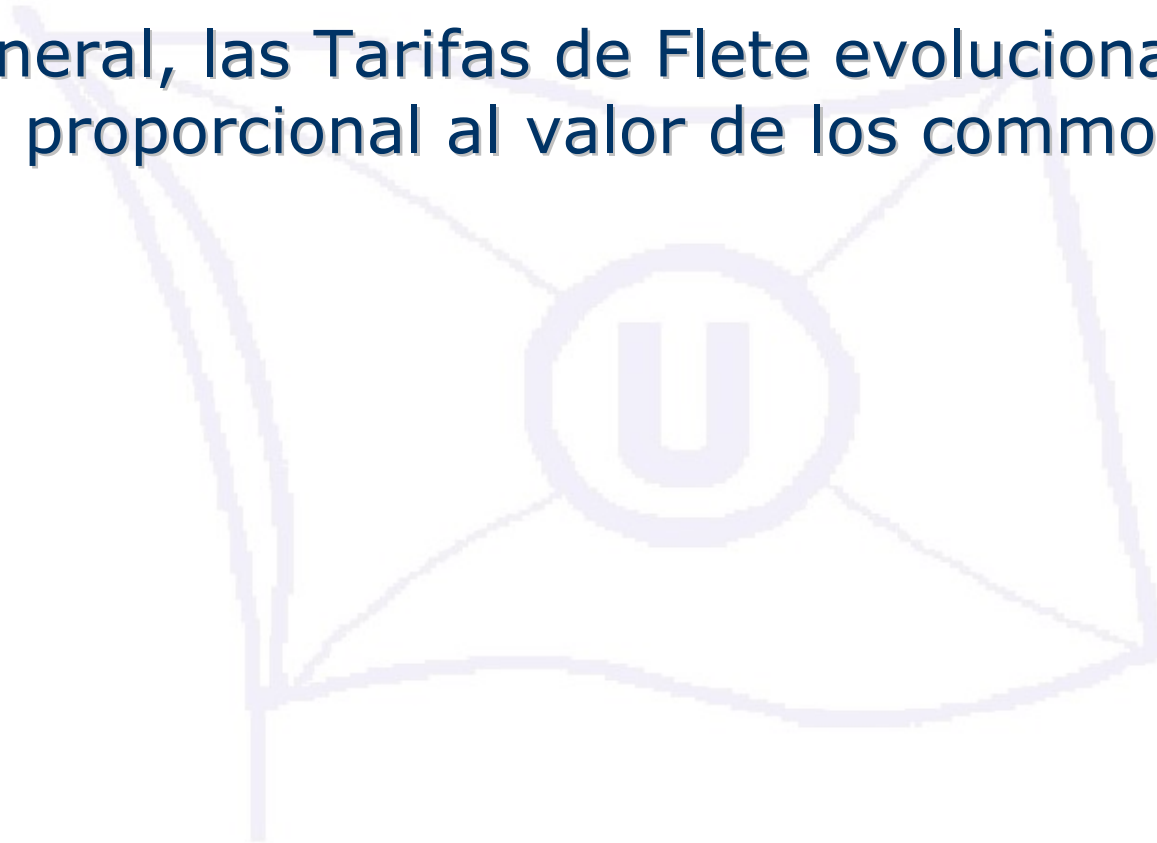 neral, las Tarifas de Flete evoluciona
proporcional al valor de los commo
U